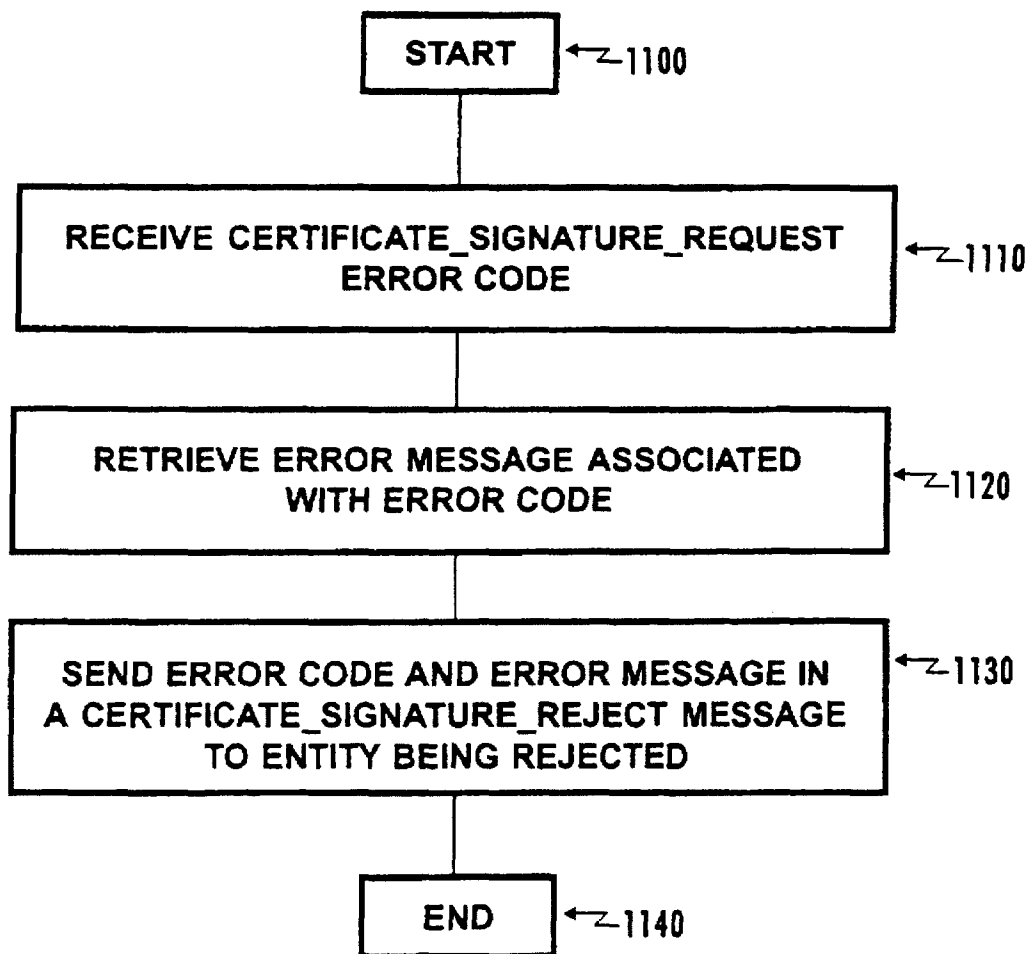 START
1100
RECEIVE CERTIFICATE_SIGNATURE_REQUEST
ERROR CODE
1110
RETRIEVE ERROR MESSAGE ASSOCIATED
WITH ERROR CODE
1120
SEND ERROR CODE AND ERROR MESSAGE IN
A CERTIFICATE_SIGNATURE_REJECT MESSAGE
TO ENTITY BEING REJECTED
1130
END
1140